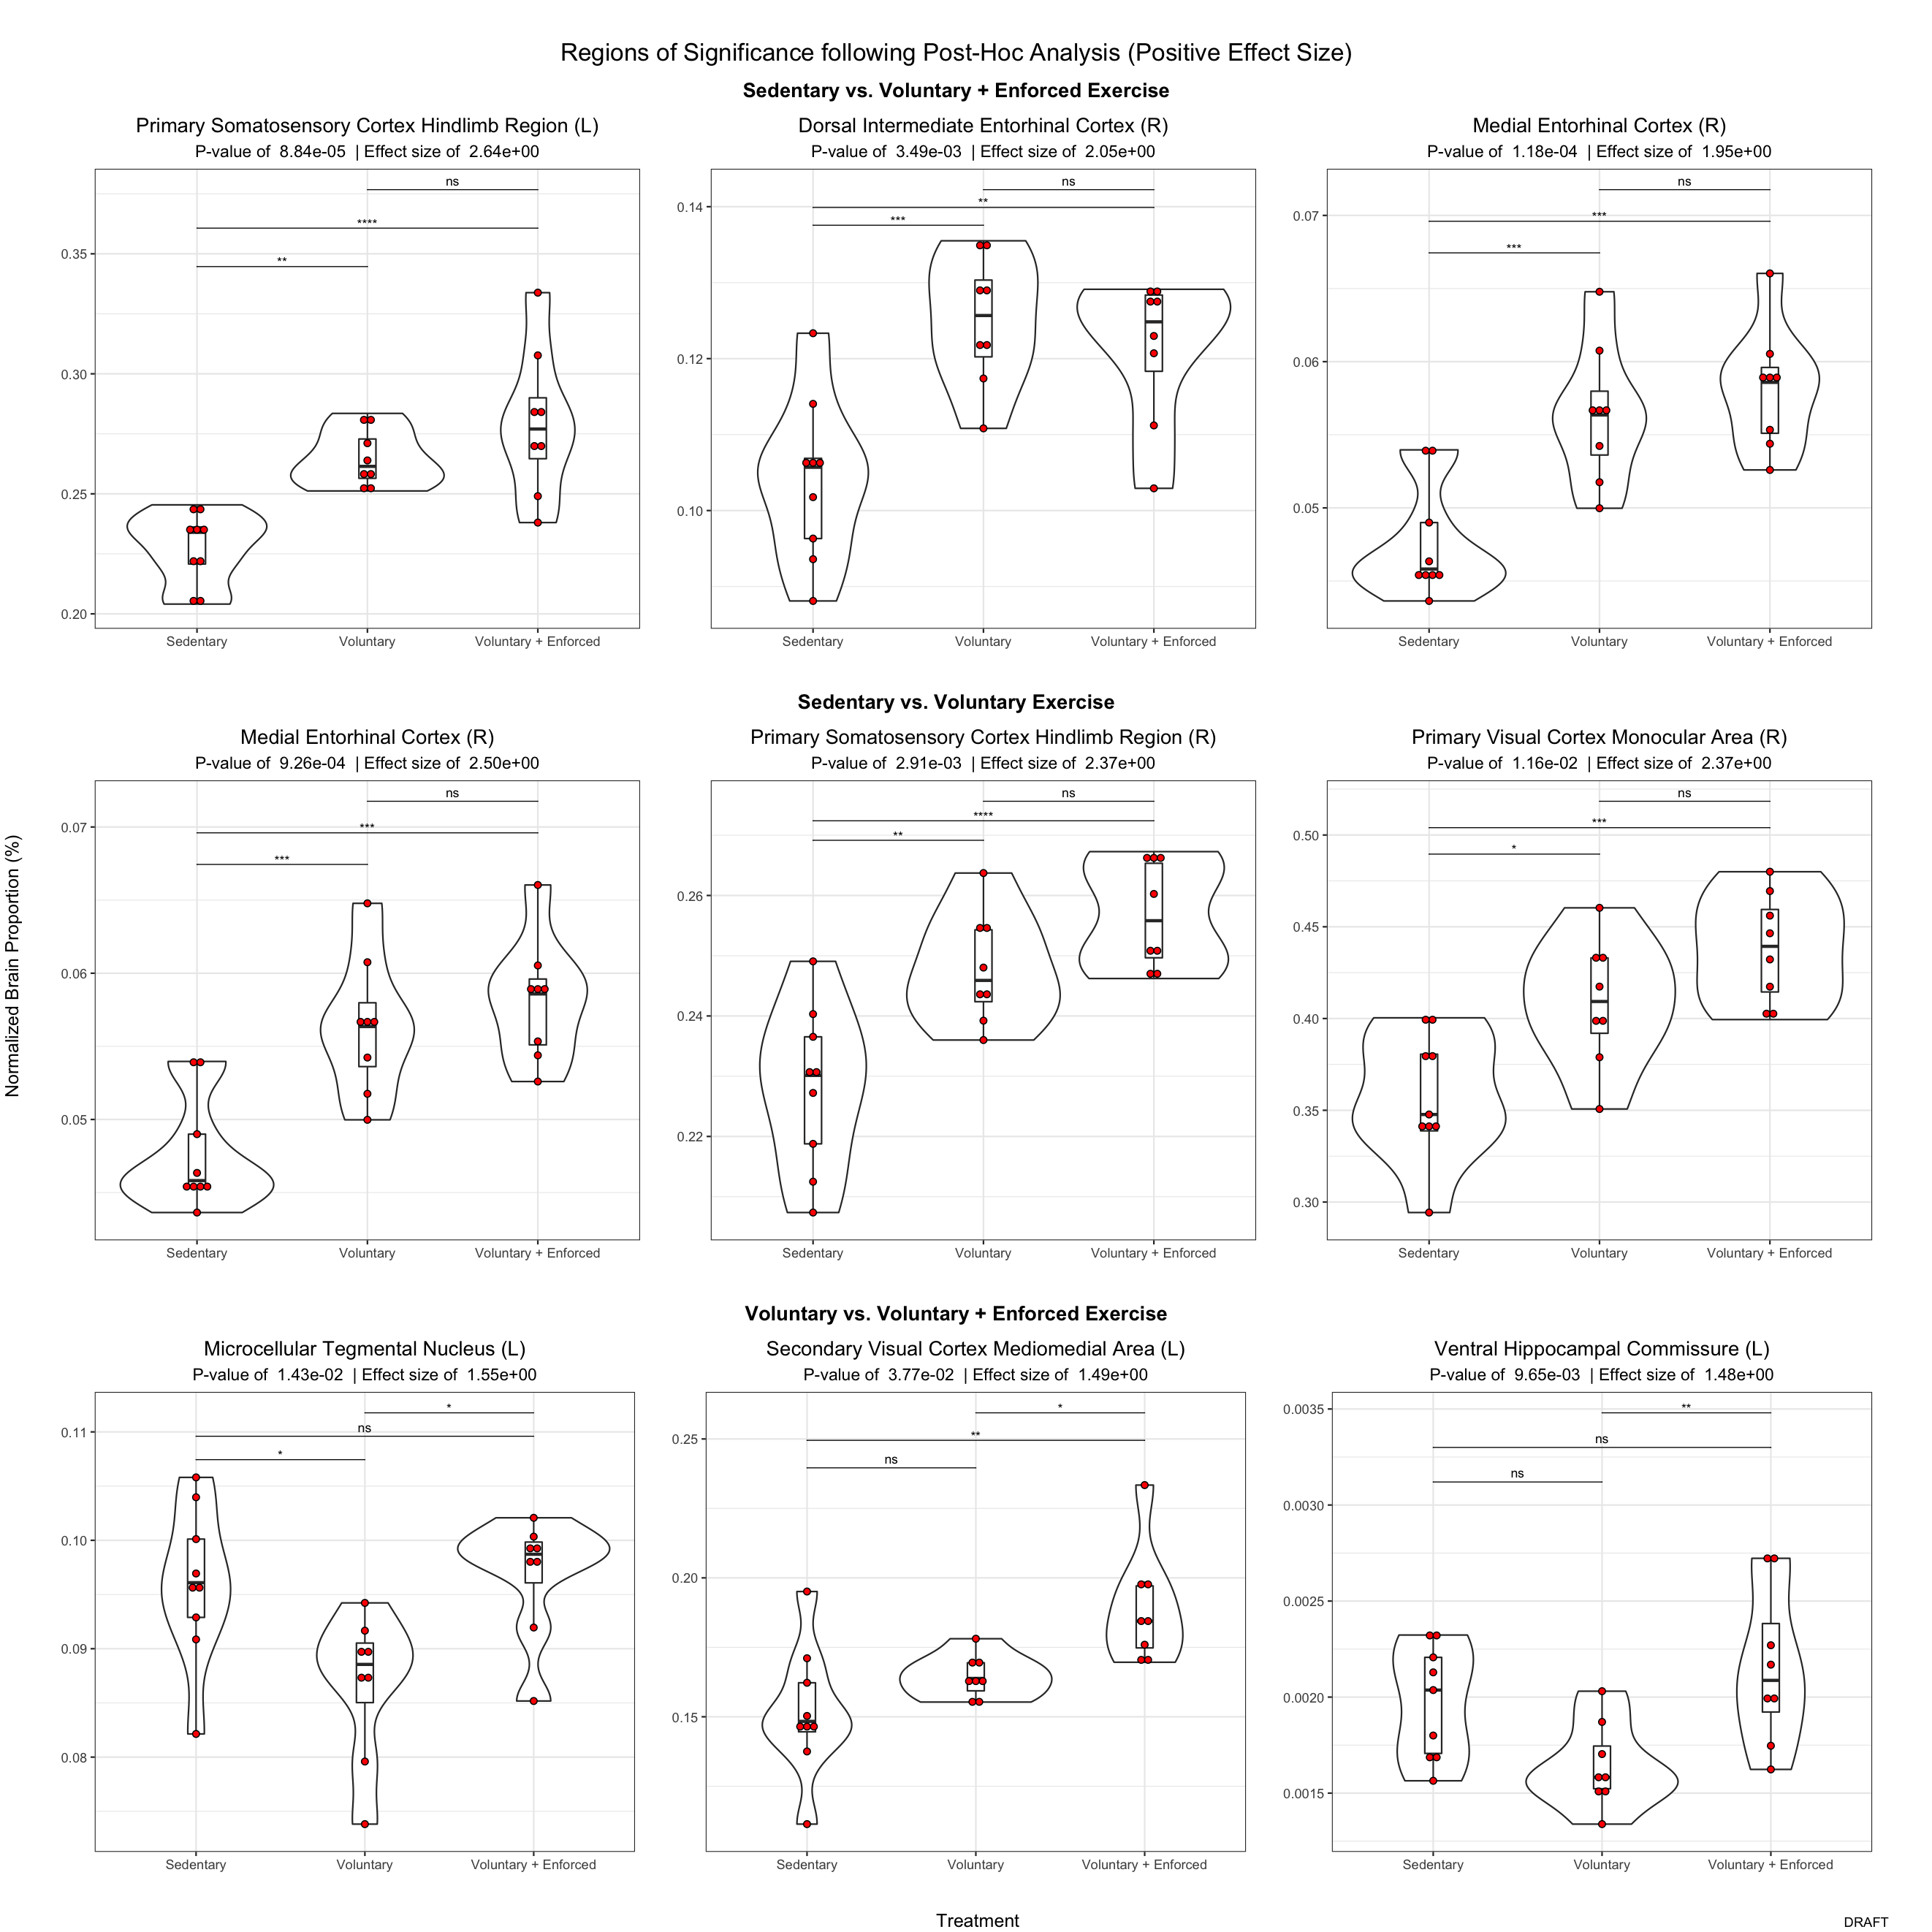 Regions of Significance following Post-Hoc Analysis (Positive Effect Size)
Sedentary vs. Voluntary + Enforced Exercise
Primary Somatosensory Cortex Hindlimb Region (L)
P-value of 8.84e-05 | Effect size of 2.64e+00
ns
****
**
0.35
0.30
0.25
0.20
Sedentary Voluntary Voluntary + Enforced
Dorsal Intermediate Entorhinal Cortex (R)
P-value of 3.49e-03 | Effect size of 2.05e+00
ns
**
***
0.14
0.12
0.10
Sedentary Voluntary Voluntary + Enforced
Medial Entorhinal Cortex (R)
P-value of 1.18e-04 | Effect size of 1.95e+00
ns
***
***
0.07
0.06
0.05
Sedentary Voluntary Voluntary + Enforced
Normalized Brain Proportion (%)
Sedentary vs. Voluntary Exercise
Medial Entorhinal Cortex (R)
P-value of 9.26e-04 | Effect size of 2.50e+00
ns
***
***
0.07
0.06
0.05
Sedentary Voluntary Voluntary + Enforced
Primary Somatosensory Cortex Hindlimb Region (R)
P-value of 2.91e-03 | Effect size of 2.37e+00
ns
****
**
0.26
0.24
0.22
Sedentary Voluntary Voluntary + Enforced
Primary Visual Cortex Monocular Area (R)
P-value of 1.16e-02 | Effect size of 2.37e+00
ns
***
*
0.50
0.45
0.40
0.35
0.30
Sedentary Voluntary Voluntary + Enforced
Voluntary vs. Voluntary + Enforced Exercise
Microcellular Tegmental Nucleus (L)
P-value of 1.43e-02 | Effect size of 1.55e+00
*
ns
*
0.11
0.10
0.09
0.08
Sedentary Voluntary Voluntary + Enforced
Secondary Visual Cortex Mediomedial Area (L)
P-value of 3.77e-02 | Effect size of 1.49e+00
*
**
ns
0.25
0.20
0.15
Sedentary Voluntary Voluntary + Enforced
Ventral Hippocampal Commissure (L)
P-value of 9.65e-03 | Effect size of 1.48e+00
**
ns
ns
0.0035
0.0030
0.0025
0.0020
0.0015
Sedentary Voluntary Voluntary + Enforced
Treatment
DRAFT